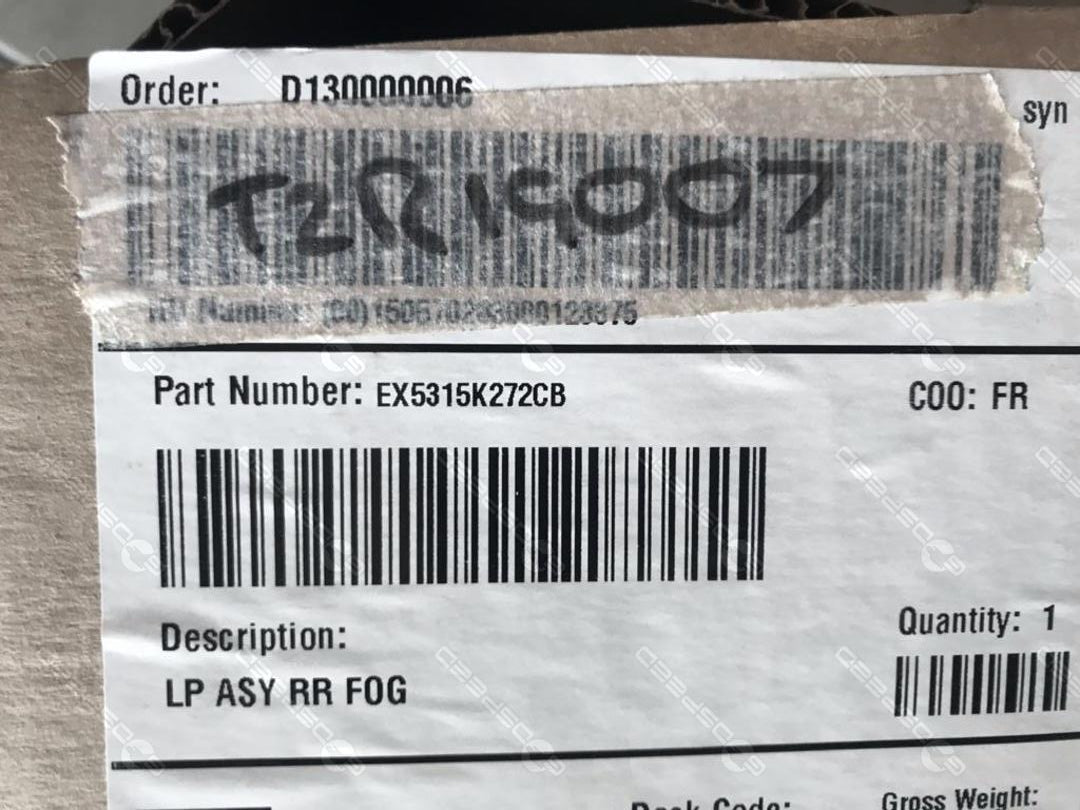 Order: D130000006
syn
TZR19007
Part Number: EX5315K272CB
COO: FR
Description:
Quantity: 1
LP ASY RR FOG
Gross Weight: